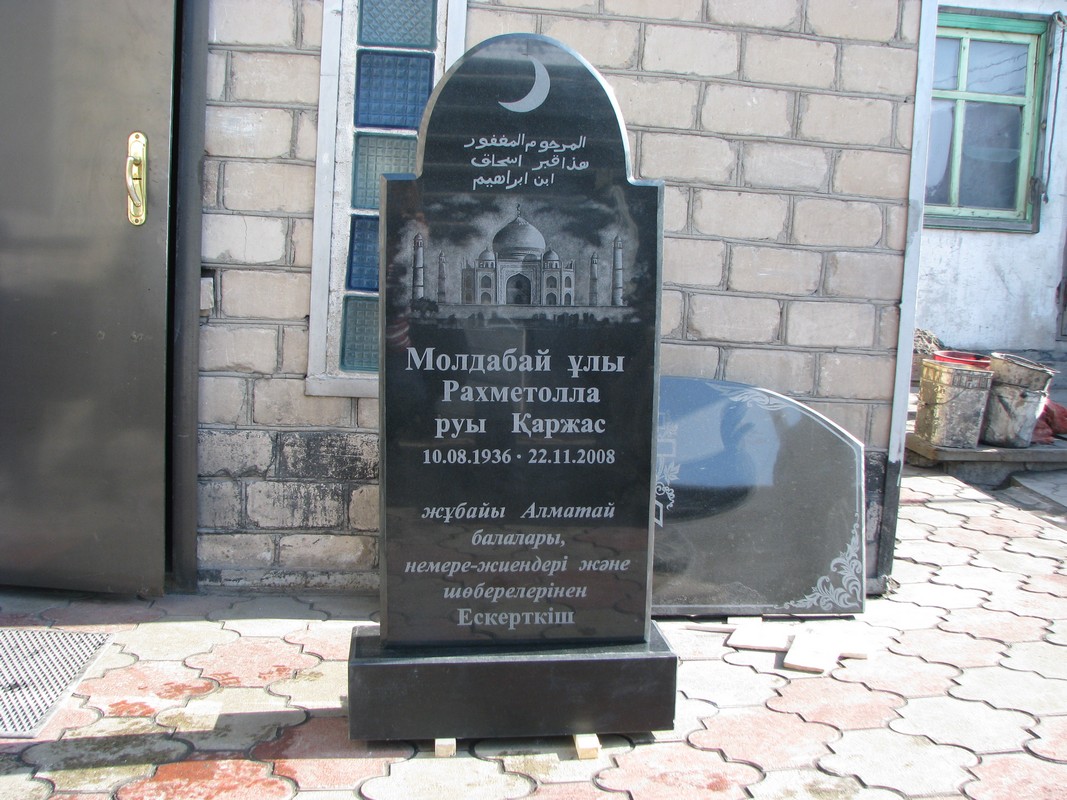 المرحوم المغفور
هذا قبر اسحاق
ابن ابراهيم
Молдабай ұлы
Рахметолла
руы Қаржас
10.08.1936 · 22.11.2008
жұбайы Алматай
балалары,
немере-жиендері және
шөберелерінен
Ескерткіш